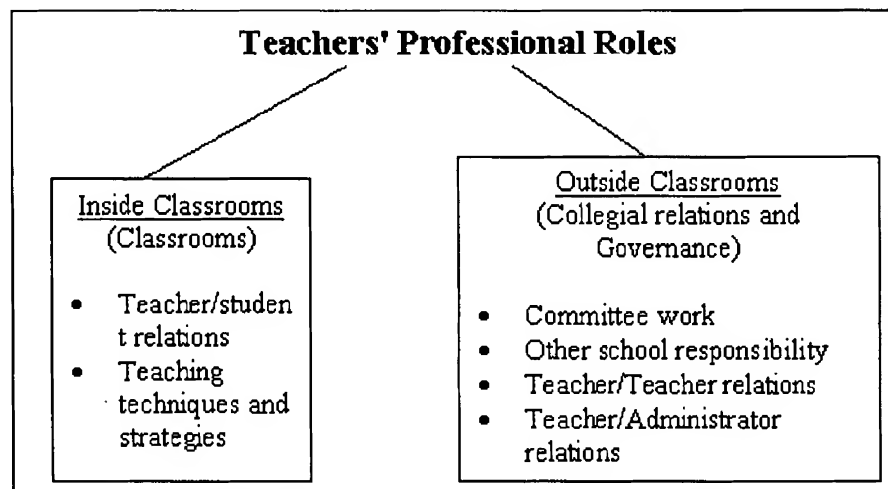 Teachers' Professional Roles
Inside Classrooms
(Classrooms)
• Teacher/studen
t relations
• Teaching
techniques and
strategies
Outside Classrooms
(Collegial relations and
Governance)
• Committee work
• Other school responsibility
• Teacher/Teacher relations
• Teacher/Administrator
relations